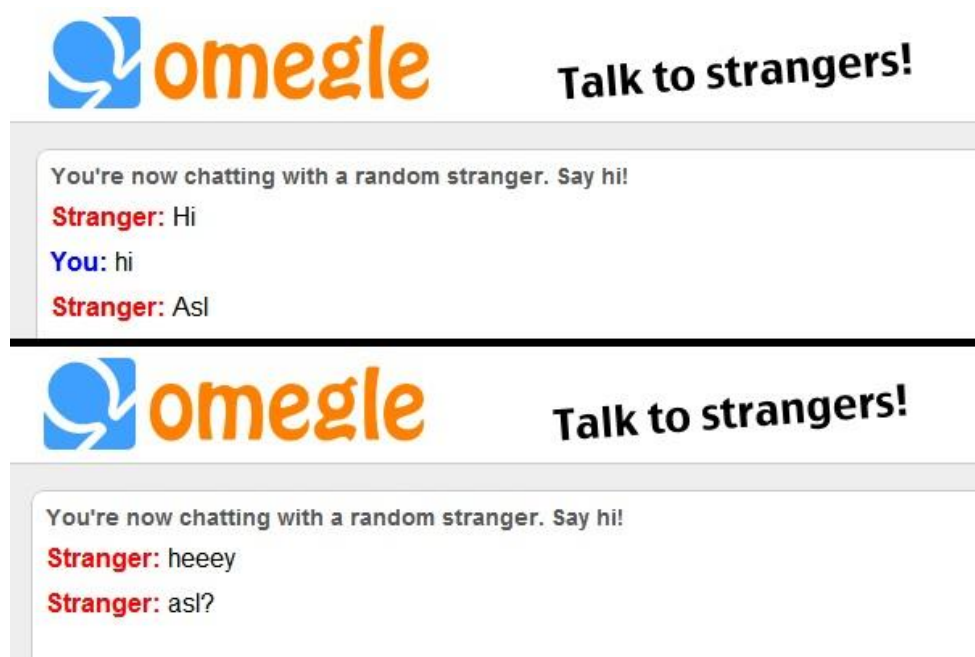 omegle
Talk to strangers!
You're now chatting with a random stranger. Say hi!
Stranger: Hi
You: hi
Stranger: Asl
omegle
Talk to strangers!
You're now chatting with a random stranger. Say hi!
Stranger: heeey
Stranger: asl?